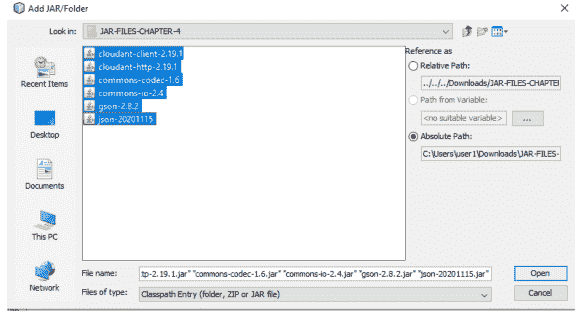 Add JAR/Folder
Look in: JAR-FILES-CHAPTER-4
cloudant-client-2.19.1
cloudant-http-2.19.1
commons-codec-1.6
commons-io-2.4
gson-2.8.2
json-20201115
Recent Items
Desktop
Documents
This PC
Network
Reference as
Relative Path:
../../../Downloads/JAR-FILES-CHAPTE
Path from Variable:
<no suitable variable> ...
Absolute Path:
C:\Users\user1\Downloads\JAR-FILES-
File name: tp-2.19.1.jar" "commons-codec-1.6.jar" "commons-io-2.4.jar" "gson-2.8.2.jar" "json-20201115.jar" Open
Files of type: Classpath Entry (folder, ZIP or JAR file) Cancel